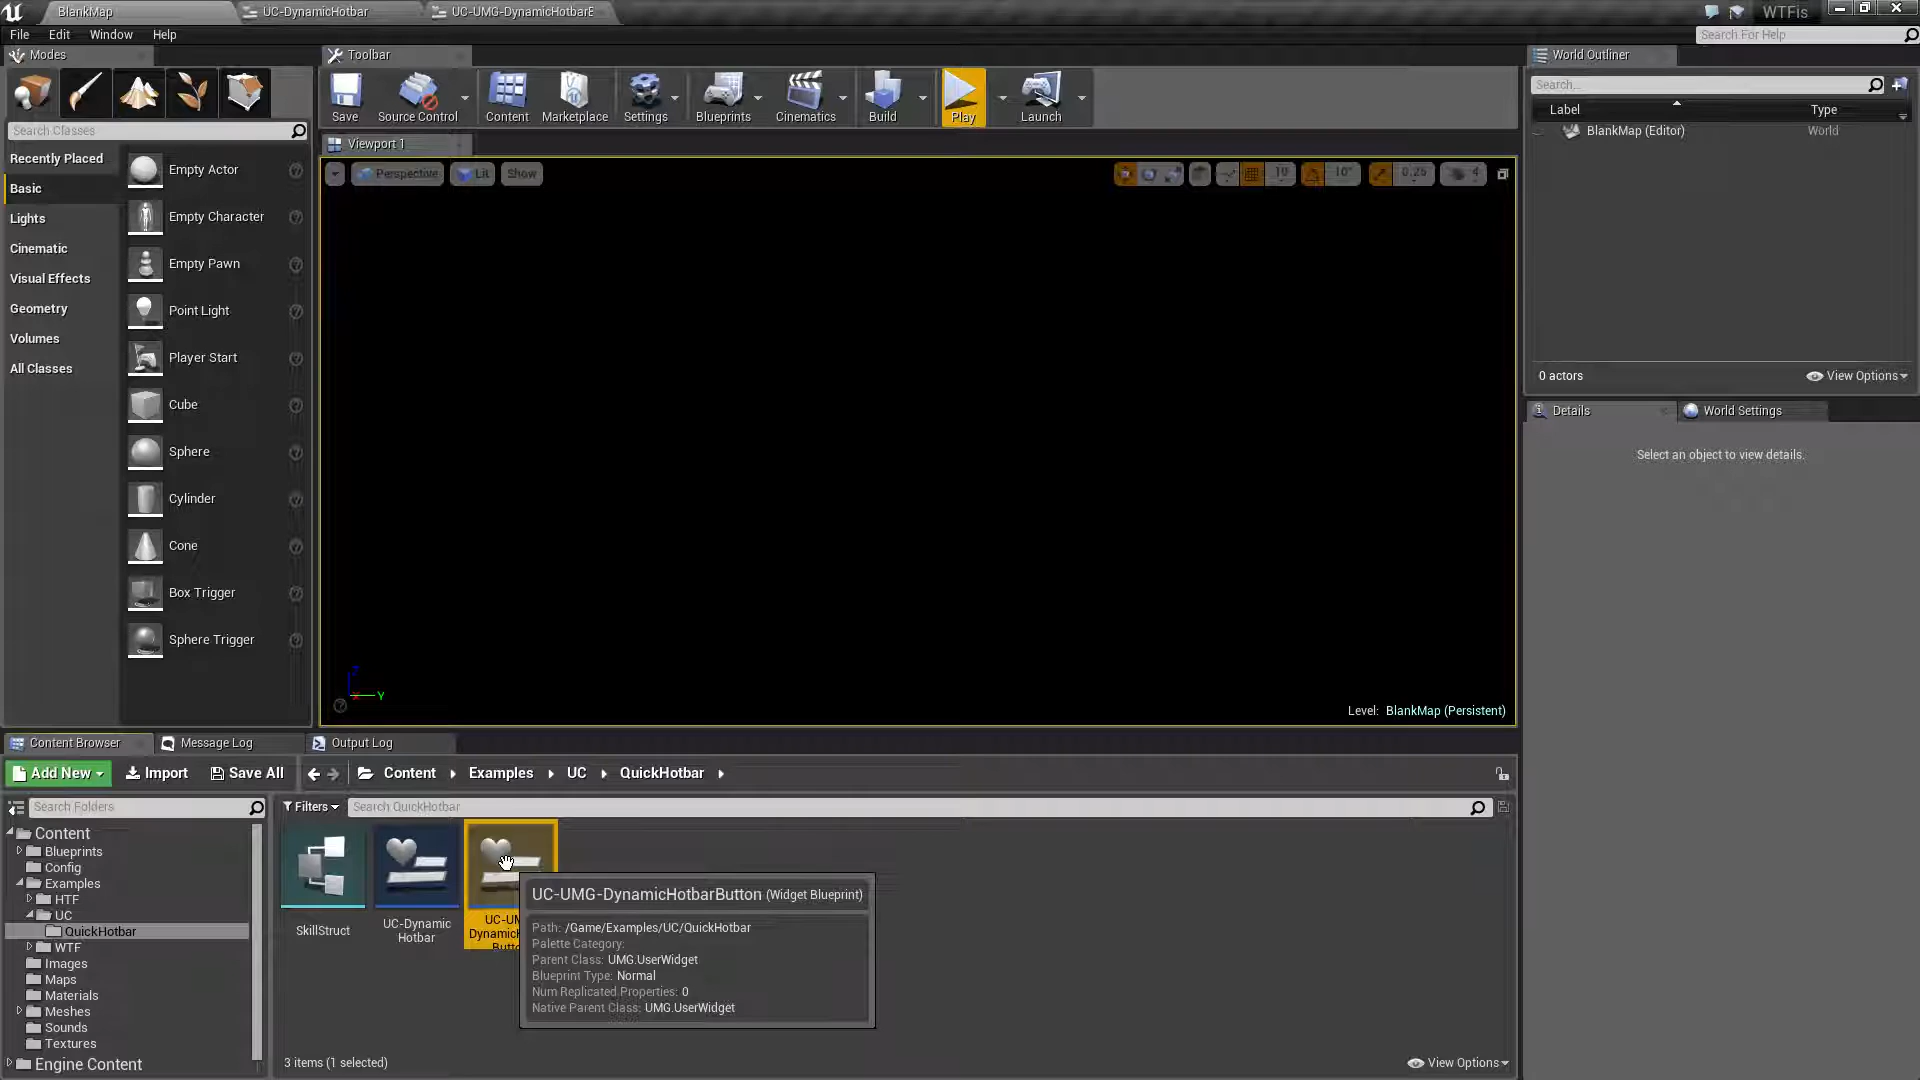 BlankMap
UC-DynamicHotbar
UC-UMG-DynamicHotbarE
WTFis
File
Edit
Window
Help
Search For Help
Modes
Toolbar
World Outliner
Save
Source Control
Content
Marketplace
Settings
Blueprints
Cinematics
Build
Play
Launch
Search...
Label
Type
BlankMap (Editor)
World
Search Classes
Viewport 1
Recently Placed
Basic
Lights
Cinematic
Visual Effects
Geometry
Volumes
All Classes
Empty Actor
Empty Character
Empty Pawn
Point Light
Player Start
Cube
Sphere
Cylinder
Cone
Box Trigger
Sphere Trigger
Perspective
Lit
Show
10
10°
0.25
4
0 actors
View Options
Details
World Settings
Select an object to view details.
Z
X
Y
Level: BlankMap (Persistent)
Content Browser
Message Log
Output Log
Add New
Import
Save All
Content
Examples
UC
QuickHotbar
Search Folders
Filters
Search QuickHotbar
Content
Blueprints
Config
Examples
HTF
UC
QuickHotbar
WTF
Images
Maps
Materials
Meshes
Sounds
Textures
Engine Content
SkillStruct
UC-Dynamic
Hotbar
UC-UMG-DynamicHotbarButton (Widget Blueprint)
Path: /Game/Examples/UC/QuickHotbar
Palette Category:
Parent Class: UMG.UserWidget
Blueprint Type: Normal
Num Replicated Properties: 0
Native Parent Class: UMG.UserWidget
3 items (1 selected)
View Options